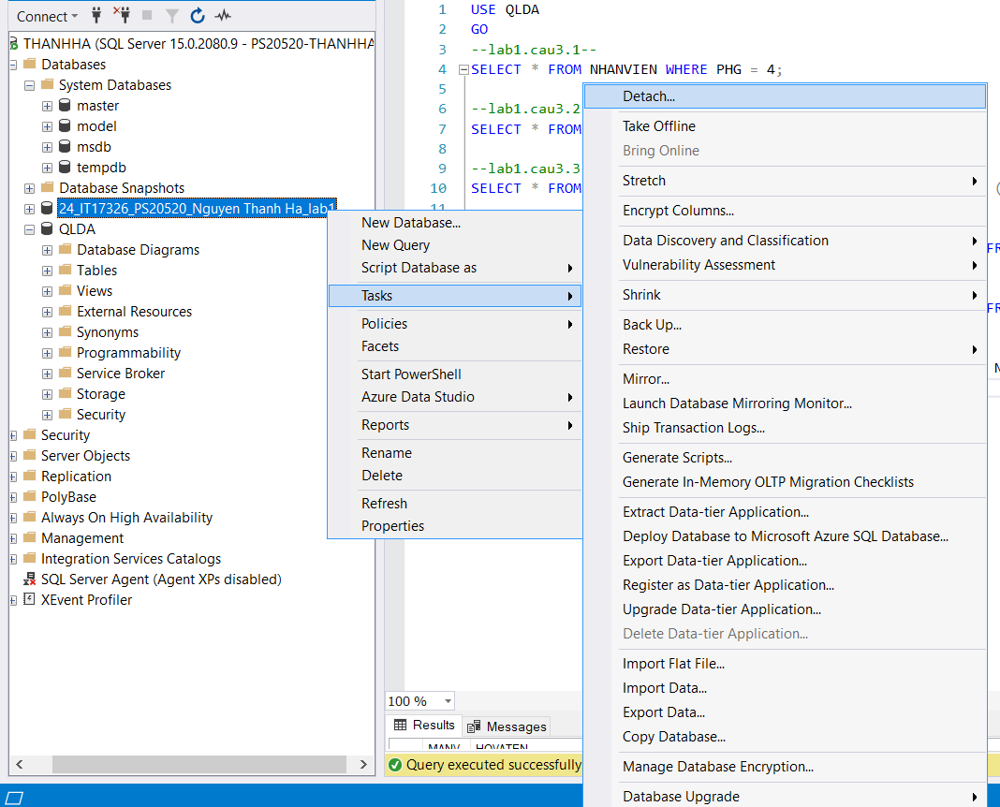 Connect
THANHHA (SQL Server 15.0.2080.9 - PS20520-THANHHA
Databases
System Databases
master
model
msdb
tempdb
Database Snapshots
24_IT17326_PS20520_Nguyen Thanh Ha_lab1
QLDA
Database Diagrams
Tables
Views
External Resources
Synonyms
Programmability
Service Broker
Storage
Security
Security
Server Objects
Replication
PolyBase
Always On High Availability
Management
Integration Services Catalogs
SQL Server Agent (Agent XPs disabled)
XEvent Profiler
1 USE QLDA
2 GO
3 --lab1.cau3.1--
4 SELECT * FROM NHANVIEN WHERE PHG = 4;
5
6 --lab1.cau3.2
7 SELECT * FROM
8
9 --lab1.cau3.3
10 SELECT * FROM
11
FR
FR
New Database...
New Query
Script Database as
Tasks
Policies
Facets
Start PowerShell
Azure Data Studio
Reports
Rename
Delete
Refresh
Properties
Detach...
Take Offline
Bring Online
Stretch
Encrypt Columns...
Data Discovery and Classification
Vulnerability Assessment
Shrink
Back Up...
Restore
Mirror...
Launch Database Mirroring Monitor...
Ship Transaction Logs...
Generate Scripts...
Generate In-Memory OLTP Migration Checklists
Extract Data-tier Application...
Deploy Database to Microsoft Azure SQL Database...
Export Data-tier Application...
Register as Data-tier Application...
Upgrade Data-tier Application...
Delete Data-tier Application...
Import Flat File...
Import Data...
Export Data...
Copy Database...
Manage Database Encryption...
Database Upgrade
100 %
Results Messages
MANV HOVATEN
Query executed successfully